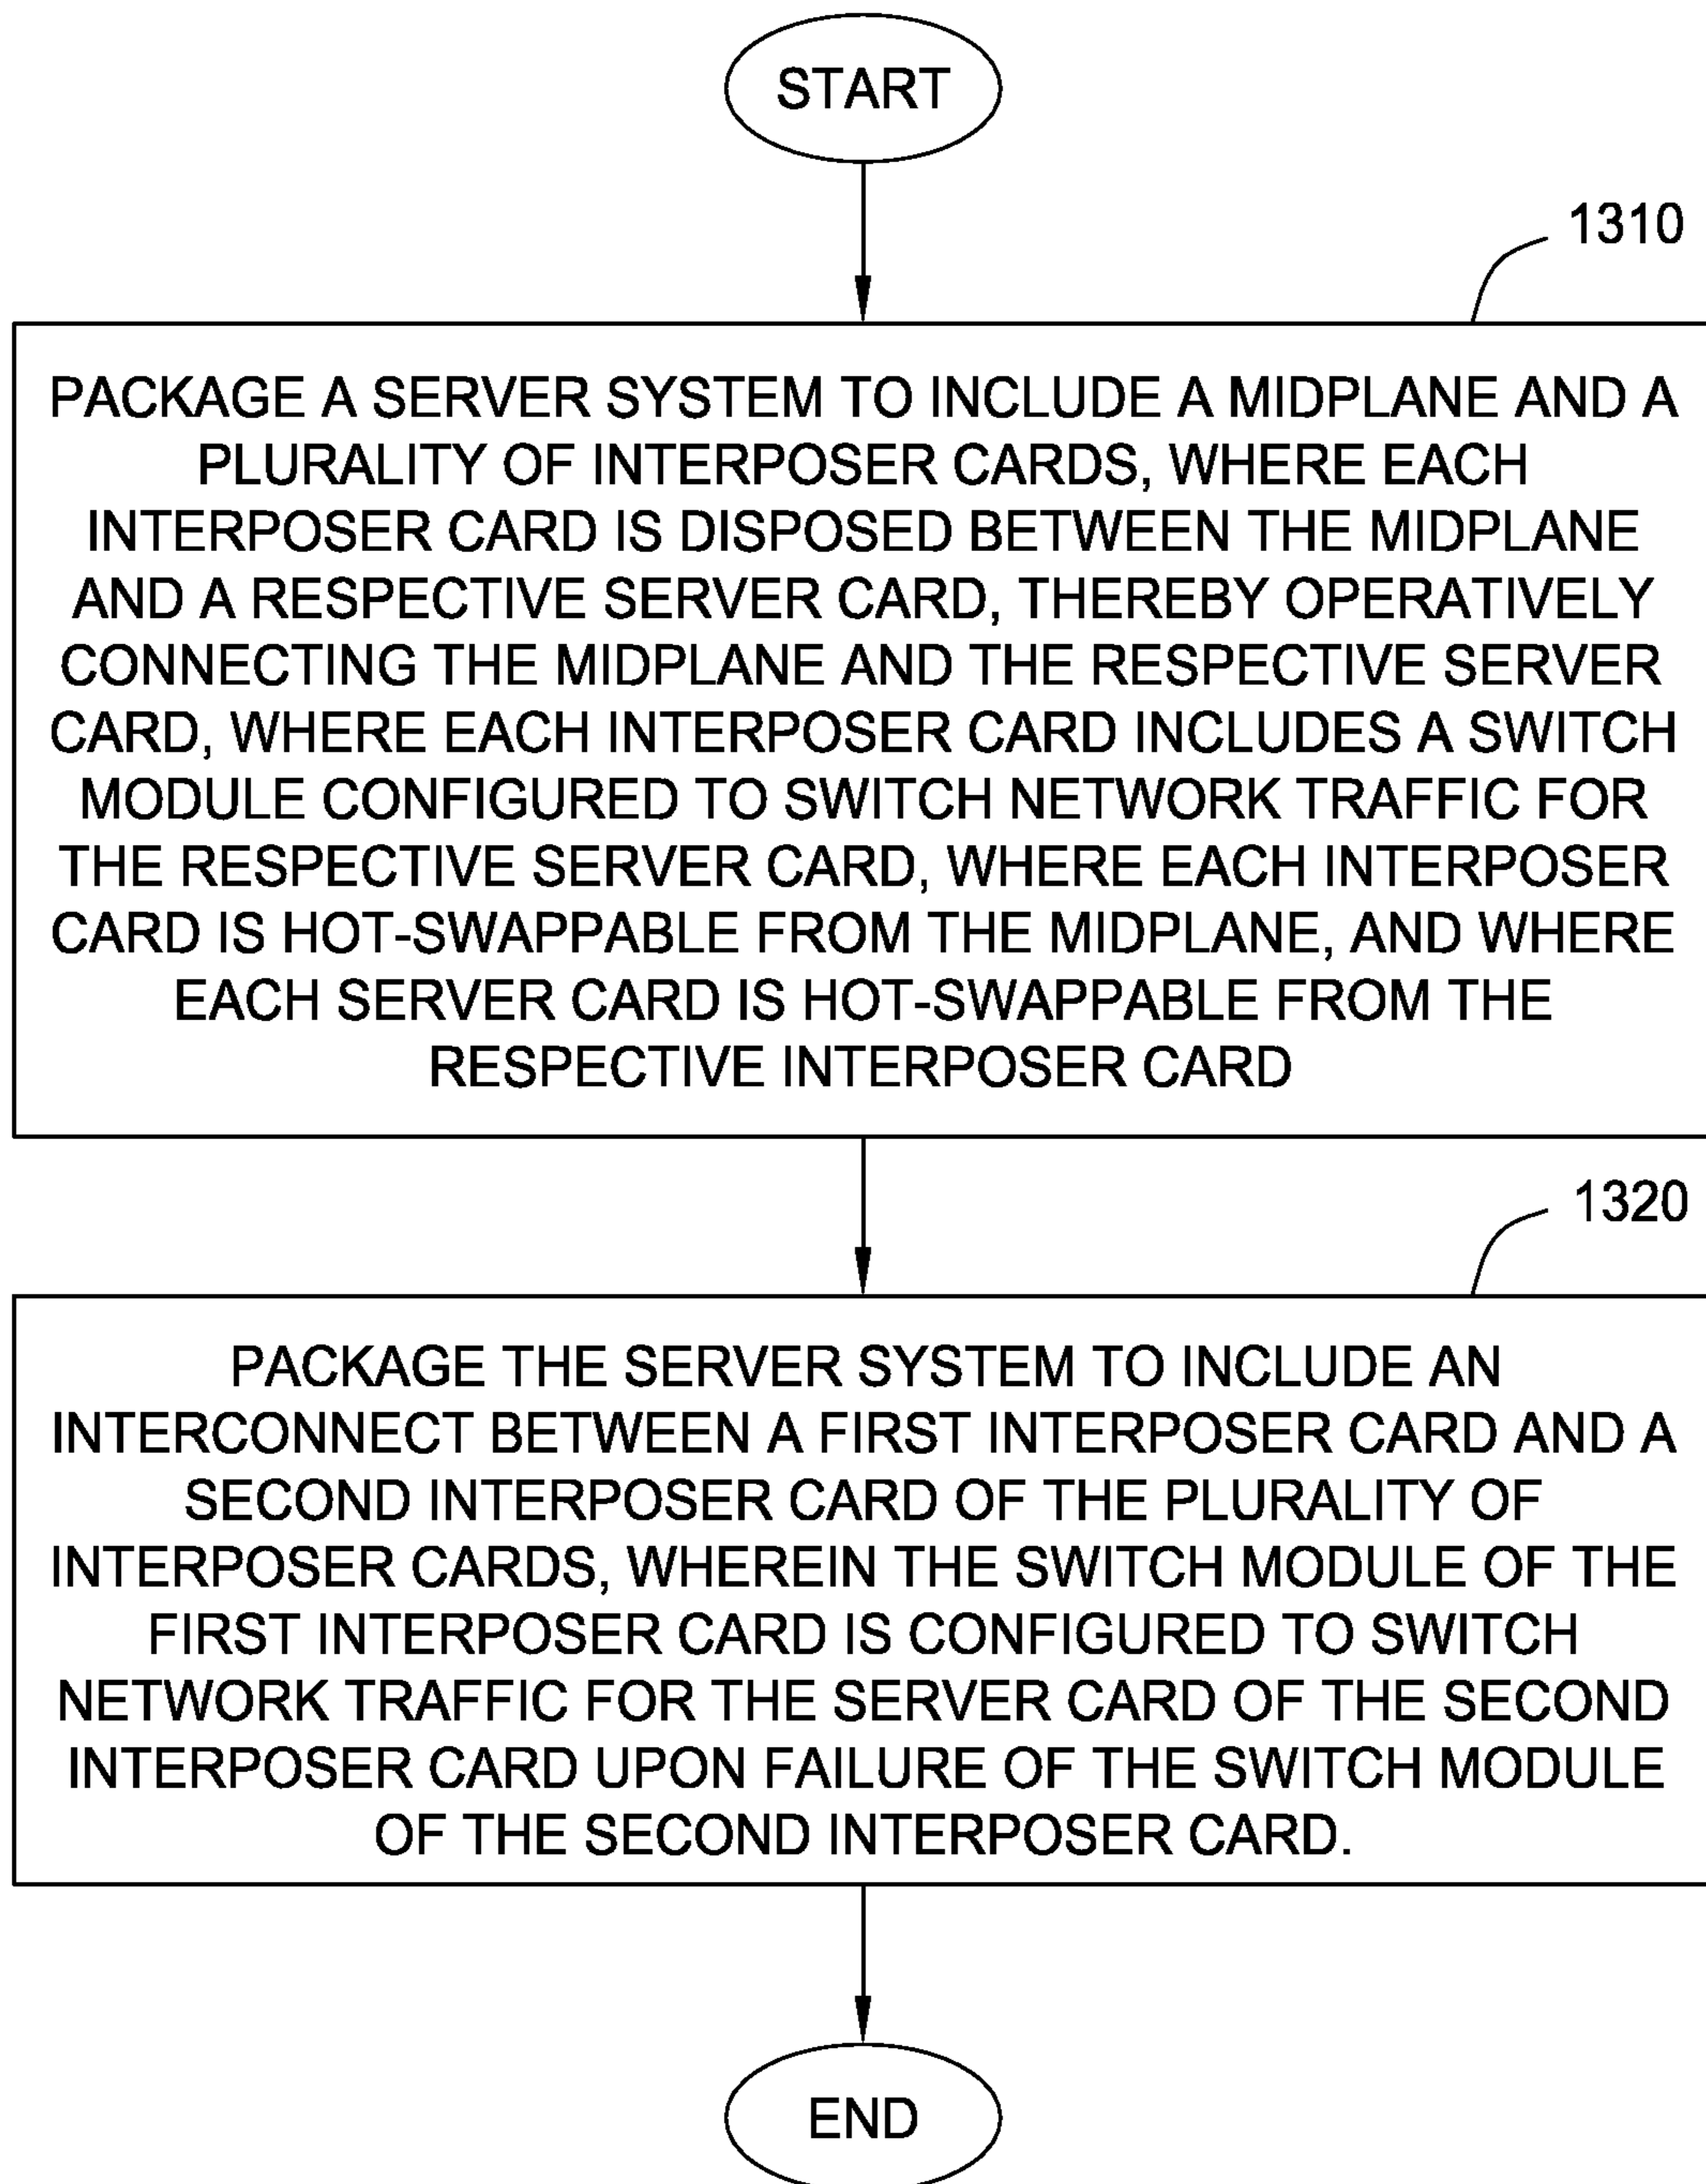 START
1310
PACKAGE A SERVER SYSTEM TO INCLUDE A MIDPLANE AND A
PLURALITY OF INTERPOSER CARDS, WHERE EACH
INTERPOSER CARD IS DISPOSED BETWEEN THE MIDPLANE
AND A RESPECTIVE SERVER CARD, THEREBY OPERATIVELY
CONNECTING THE MIDPLANE AND THE RESPECTIVE SERVER
CARD, WHERE EACH INTERPOSER CARD INCLUDES A SWITCH
MODULE CONFIGURED TO SWITCH NETWORK TRAFFIC FOR
THE RESPECTIVE SERVER CARD, WHERE EACH INTERPOSER
CARD IS HOT-SWAPPABLE FROM THE MIDPLANE, AND WHERE
EACH SERVER CARD IS HOT-SWAPPABLE FROM THE
RESPECTIVE INTERPOSER CARD
1320
PACKAGE THE SERVER SYSTEM TO INCLUDE AN
INTERCONNECT BETWEEN A FIRST INTERPOSER CARD AND A
SECOND INTERPOSER CARD OF THE PLURALITY OF
INTERPOSER CARDS, WHEREIN THE SWITCH MODULE OF THE
FIRST INTERPOSER CARD IS CONFIGURED TO SWITCH
NETWORK TRAFFIC FOR THE SERVER CARD OF THE SECOND
INTERPOSER CARD UPON FAILURE OF THE SWITCH MODULE
OF THE SECOND INTERPOSER CARD.
END